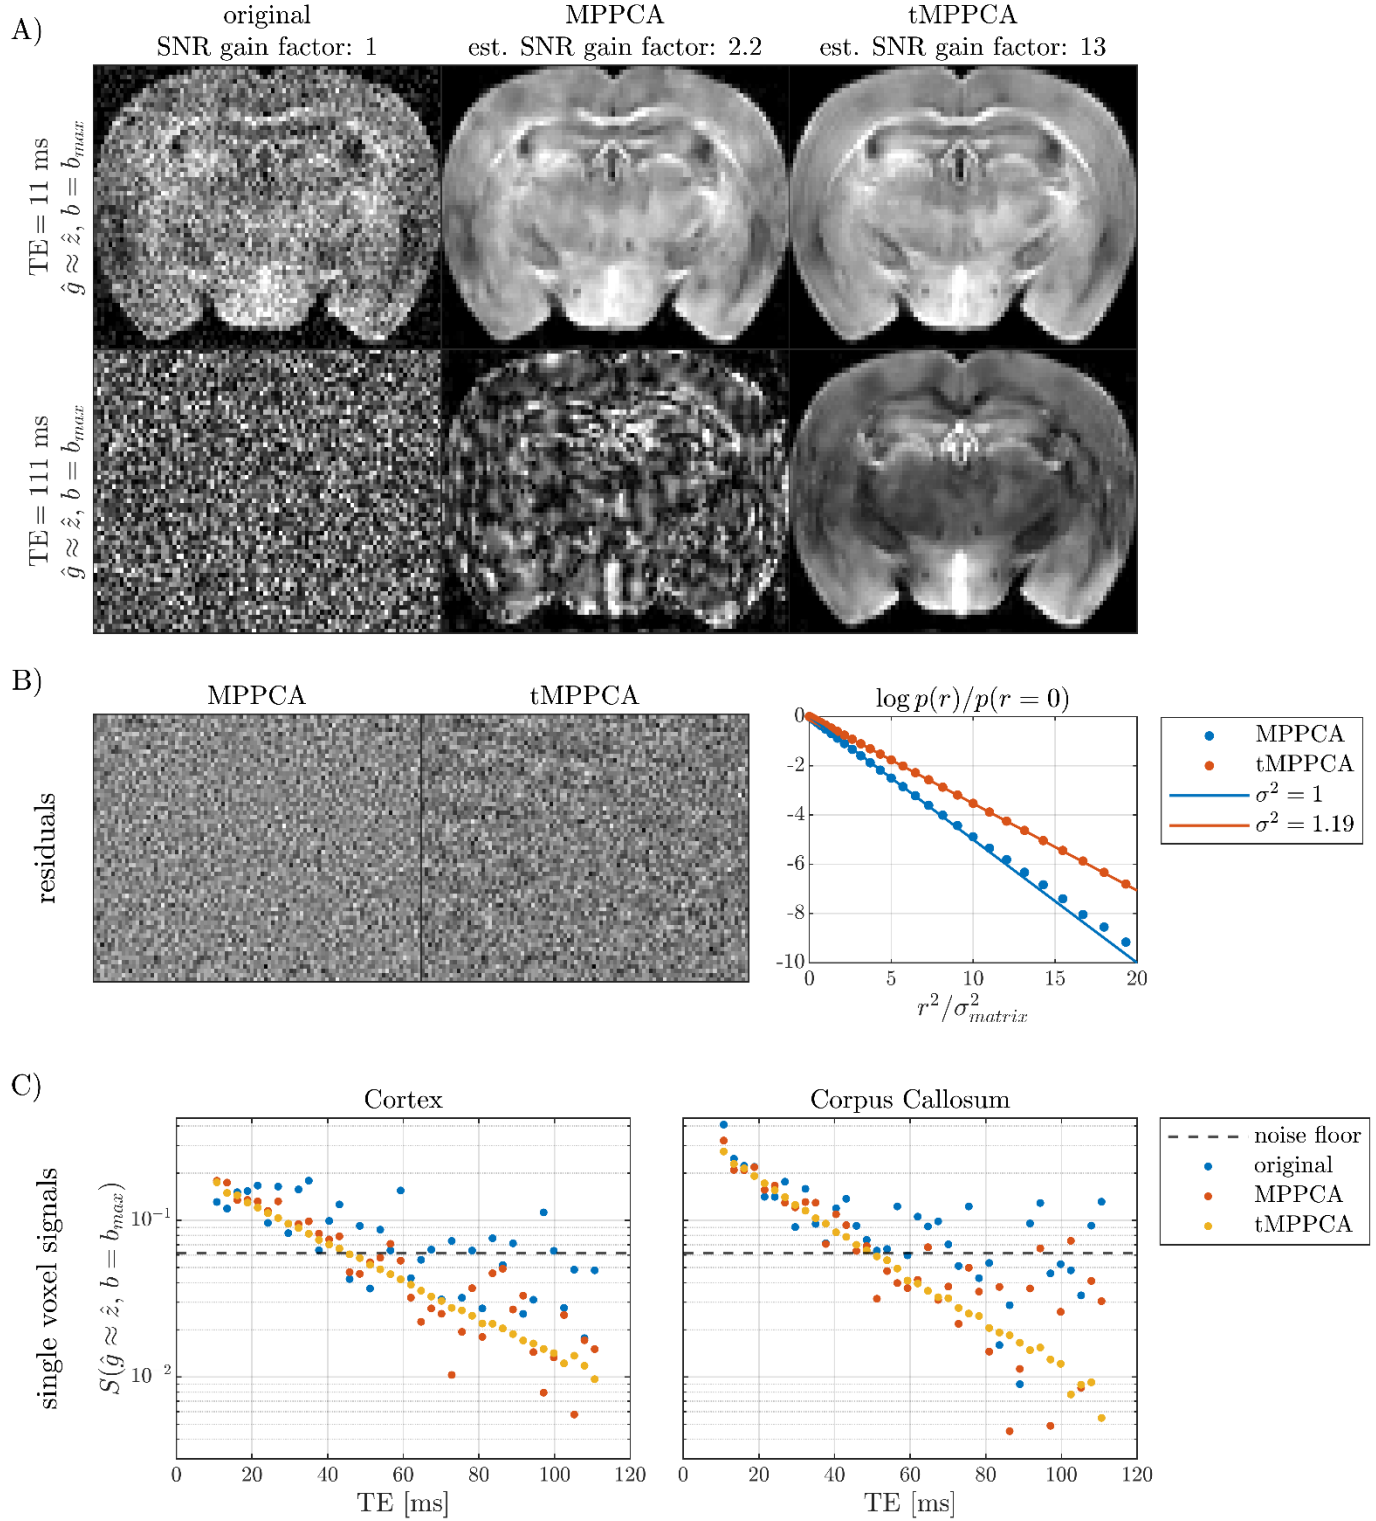 A)
original
SNR gain factor: 1
MPPCA
est. SNR gain factor: 2.2
tMPPCA
est. SNR gain factor: 13
TE = 11 ms
ĝ ≈ ẑ, b = b_max
TE = 111 ms
ĝ ≈ ẑ, b = b_max
B)
MPPCA
tMPPCA
residuals
log p(r)/p(r = 0)
0
-2
-4
-6
-8
-10
0
5
10
15
20
r²/σ²_matrix
MPPCA
tMPPCA
σ² = 1
σ² = 1.19
C)
single voxel signals
S(ĝ ≈ ẑ, b = b_max)
Cortex
10⁻¹
10⁻²
0
20
40
60
80
100
120
TE [ms]
Corpus Callosum
0
20
40
60
80
100
120
TE [ms]
noise floor
original
MPPCA
tMPPCA